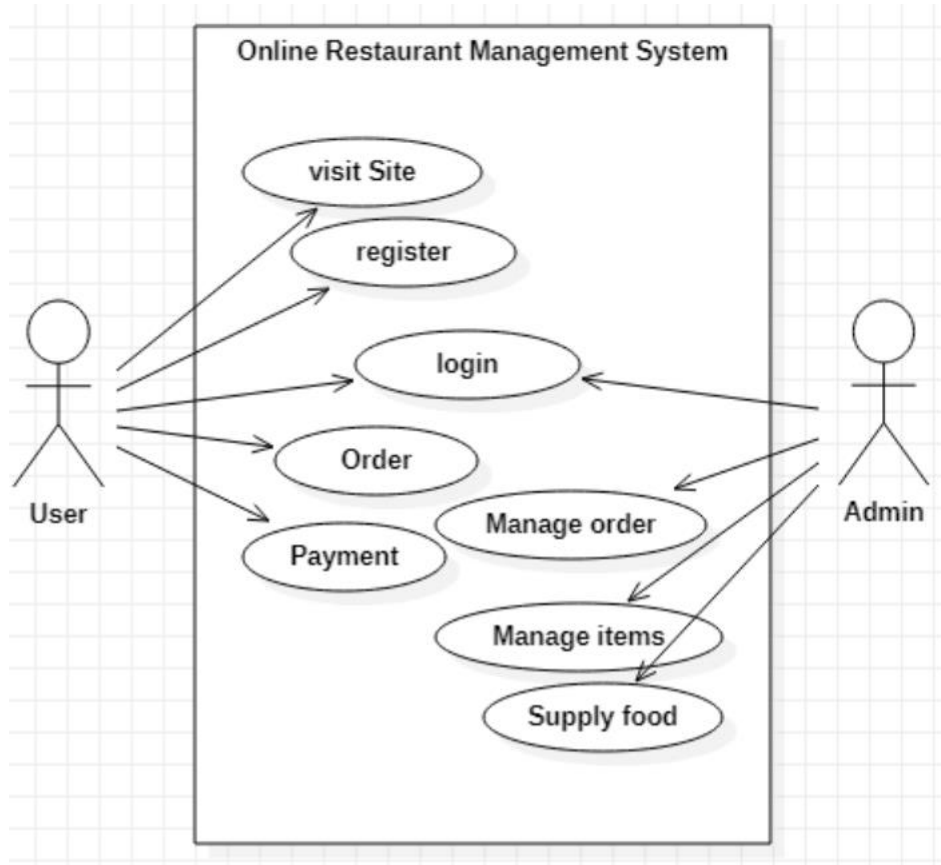 Online Restaurant Management System
visit Site
register
login
Order
User
Admin
Manage order
Payment
Manage items
Supply food